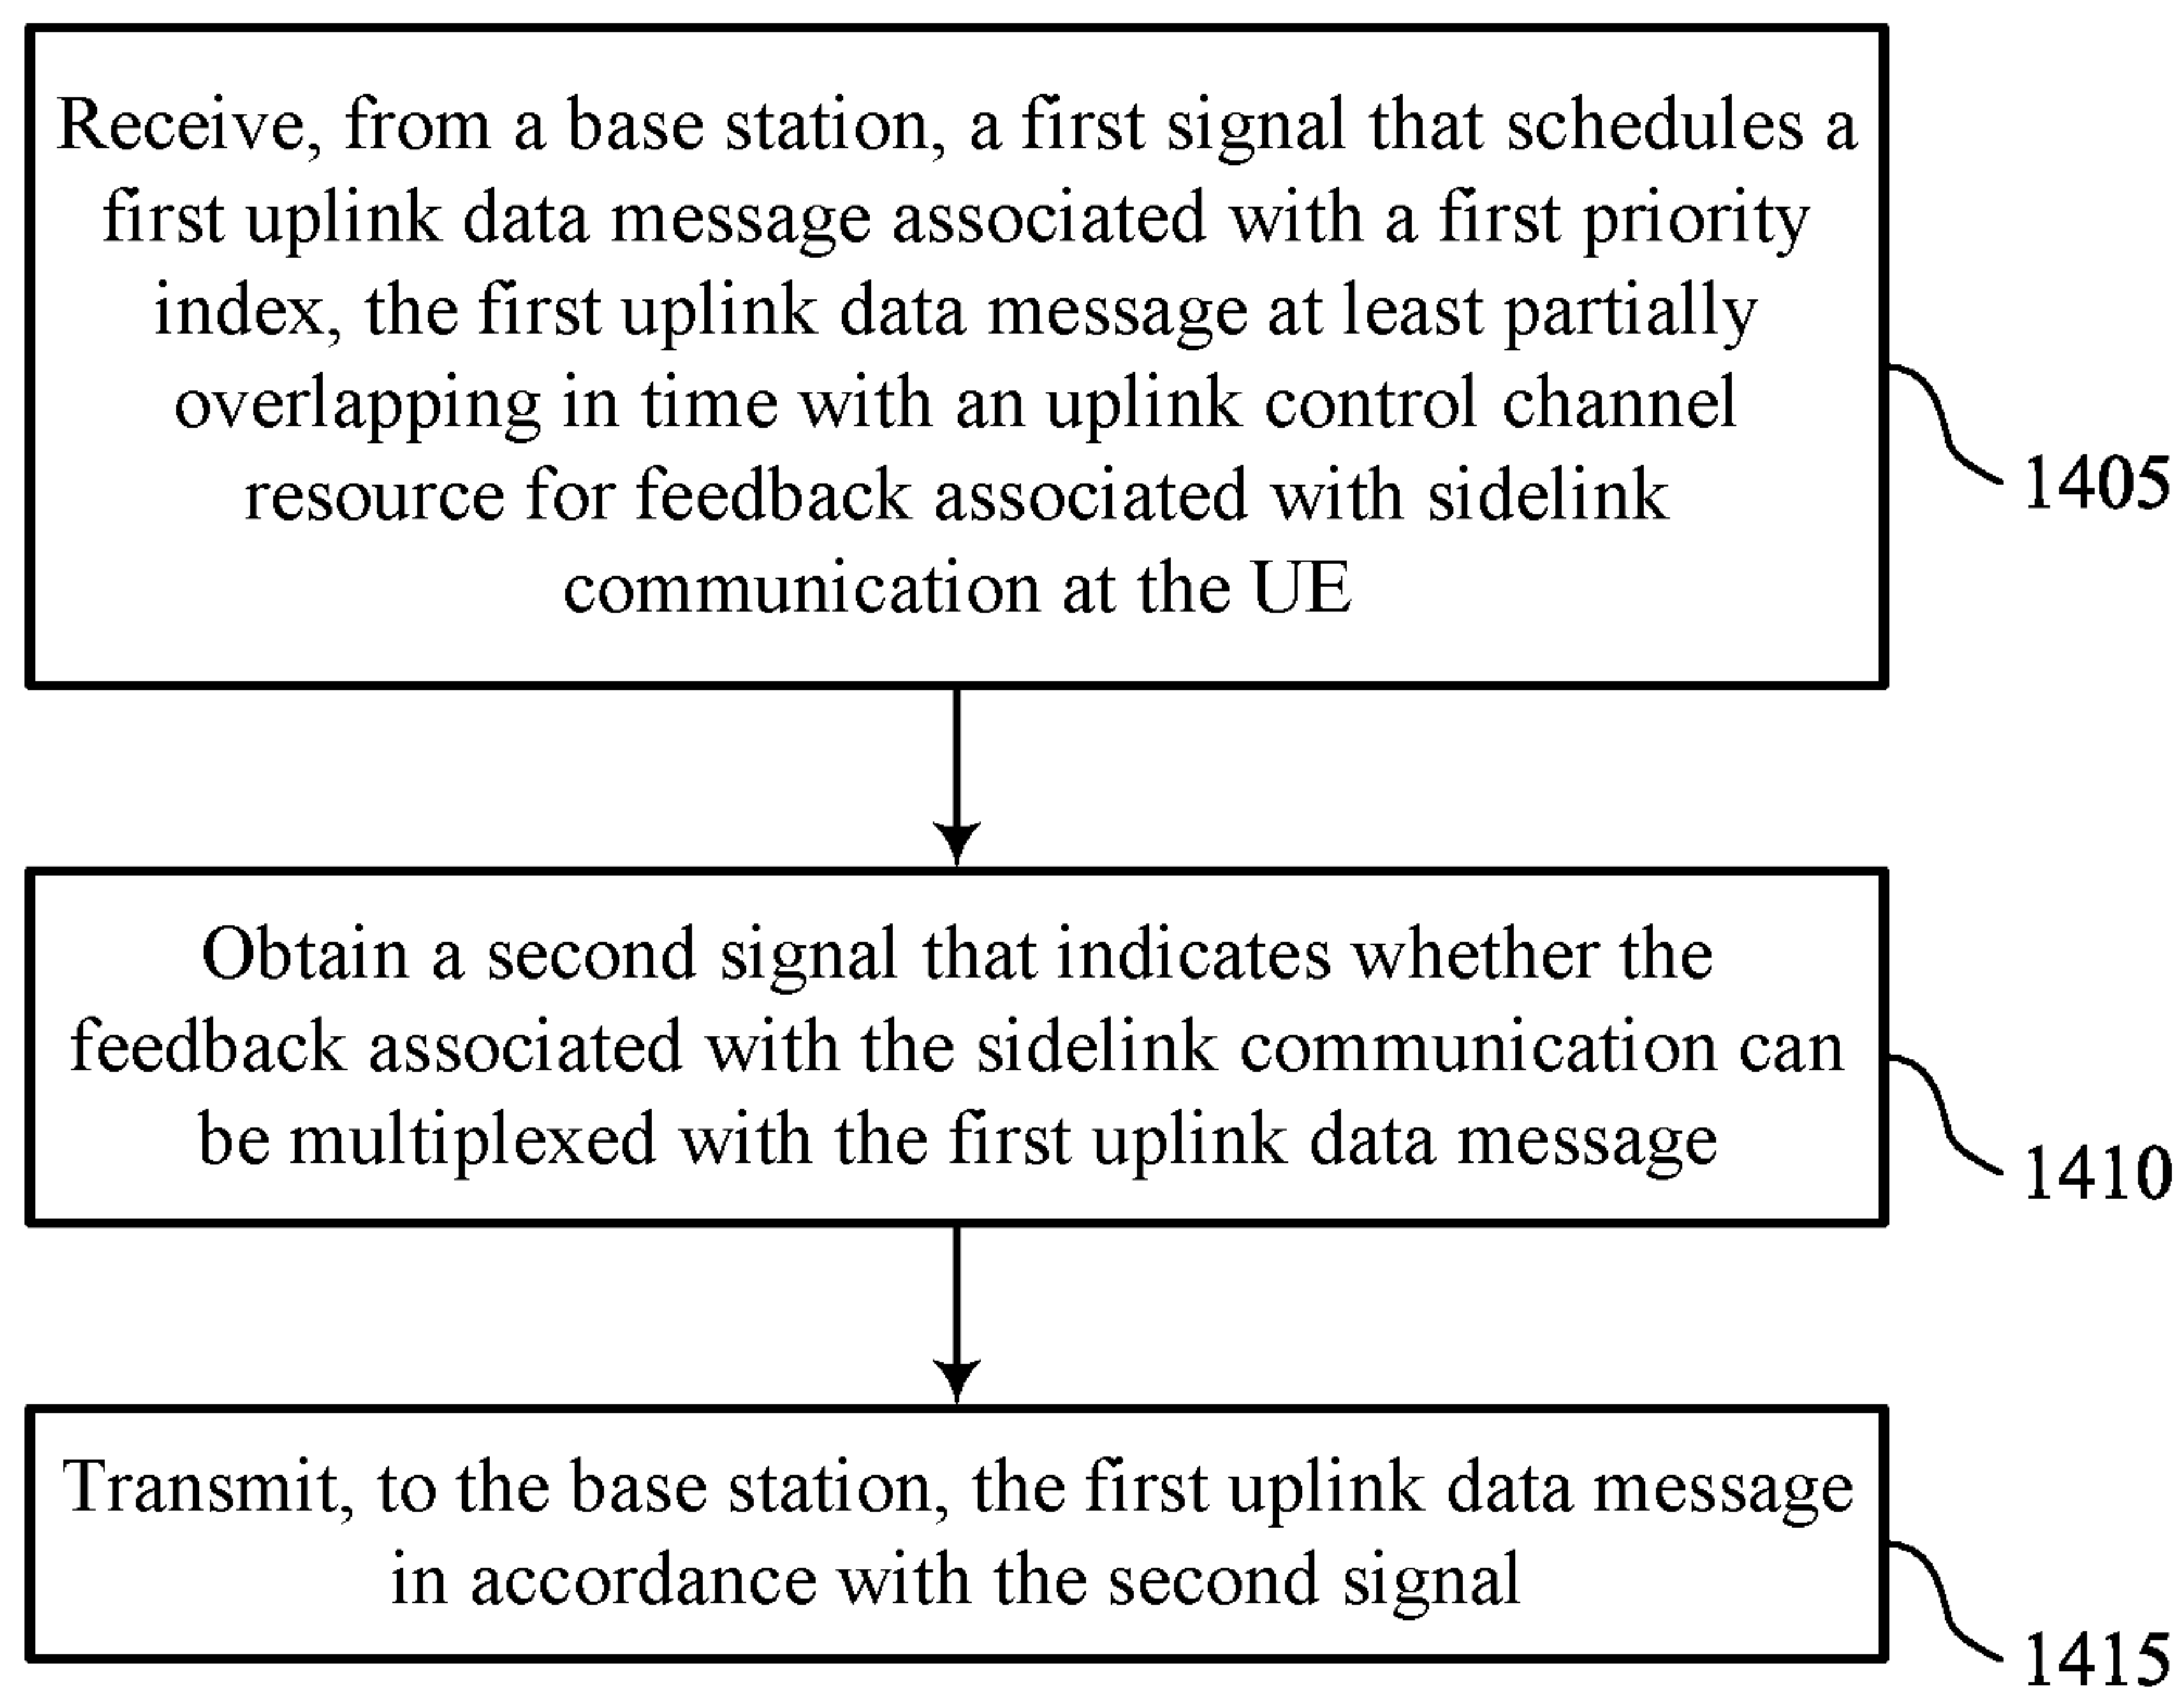 Receive, from a base station, a first signal that schedules a
first uplink data message associated with a first priority
index, the first uplink data message at least partially
overlapping in time with an uplink control channel
resource for feedback associated with sidelink
communication at the UE
1405
Obtain a second signal that indicates whether the
feedback associated with the sidelink communication can
be multiplexed with the first uplink data message
1410
Transmit, to the base station, the first uplink data message
in accordance with the second signal
1415